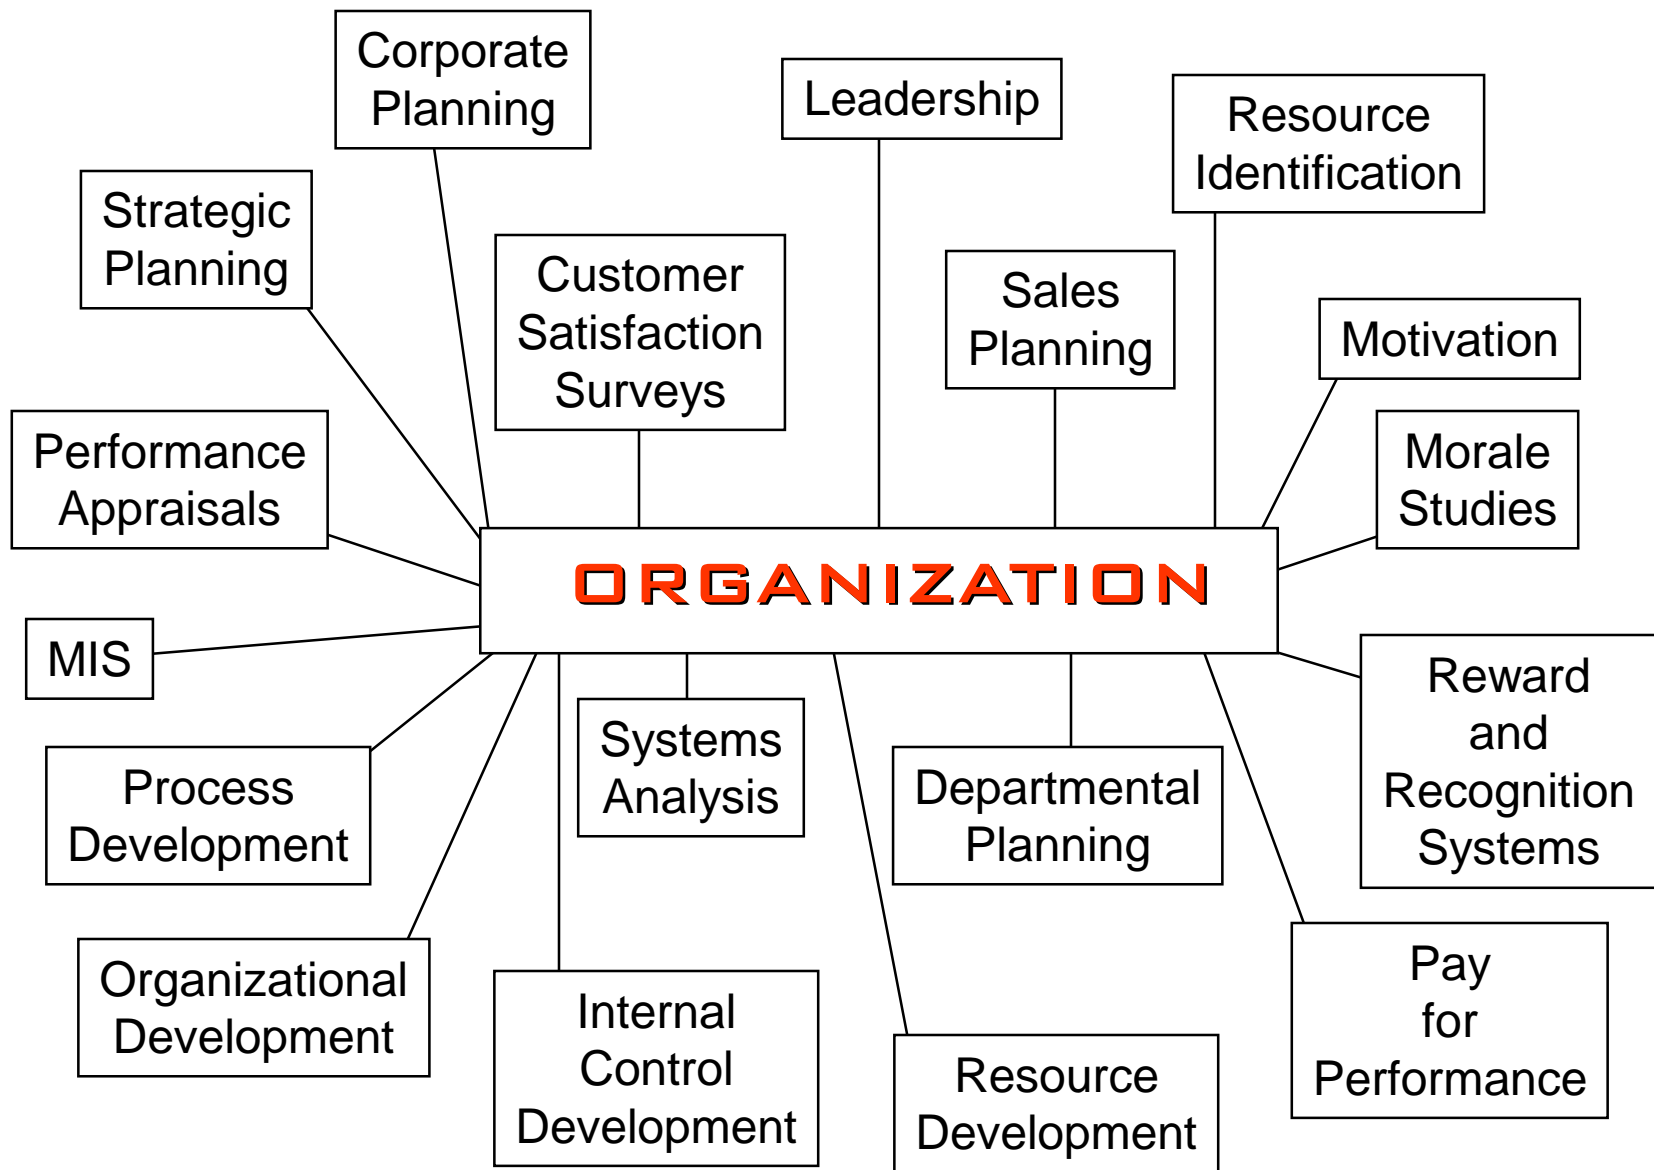 Corporate
Planning
Leadership
Resource
Identification
Strategic
Planning
Customer
Satisfaction
Surveys
Sales
Planning
Motivation
Performance
Appraisals
Morale
Studies
ORGANIZATION
MIS
Reward
and
Recognition
Systems
Process
Development
Systems
Analysis
Departmental
Planning
Organizational
Development
Internal
Control
Development
Resource
Development
Pay
for
Performance